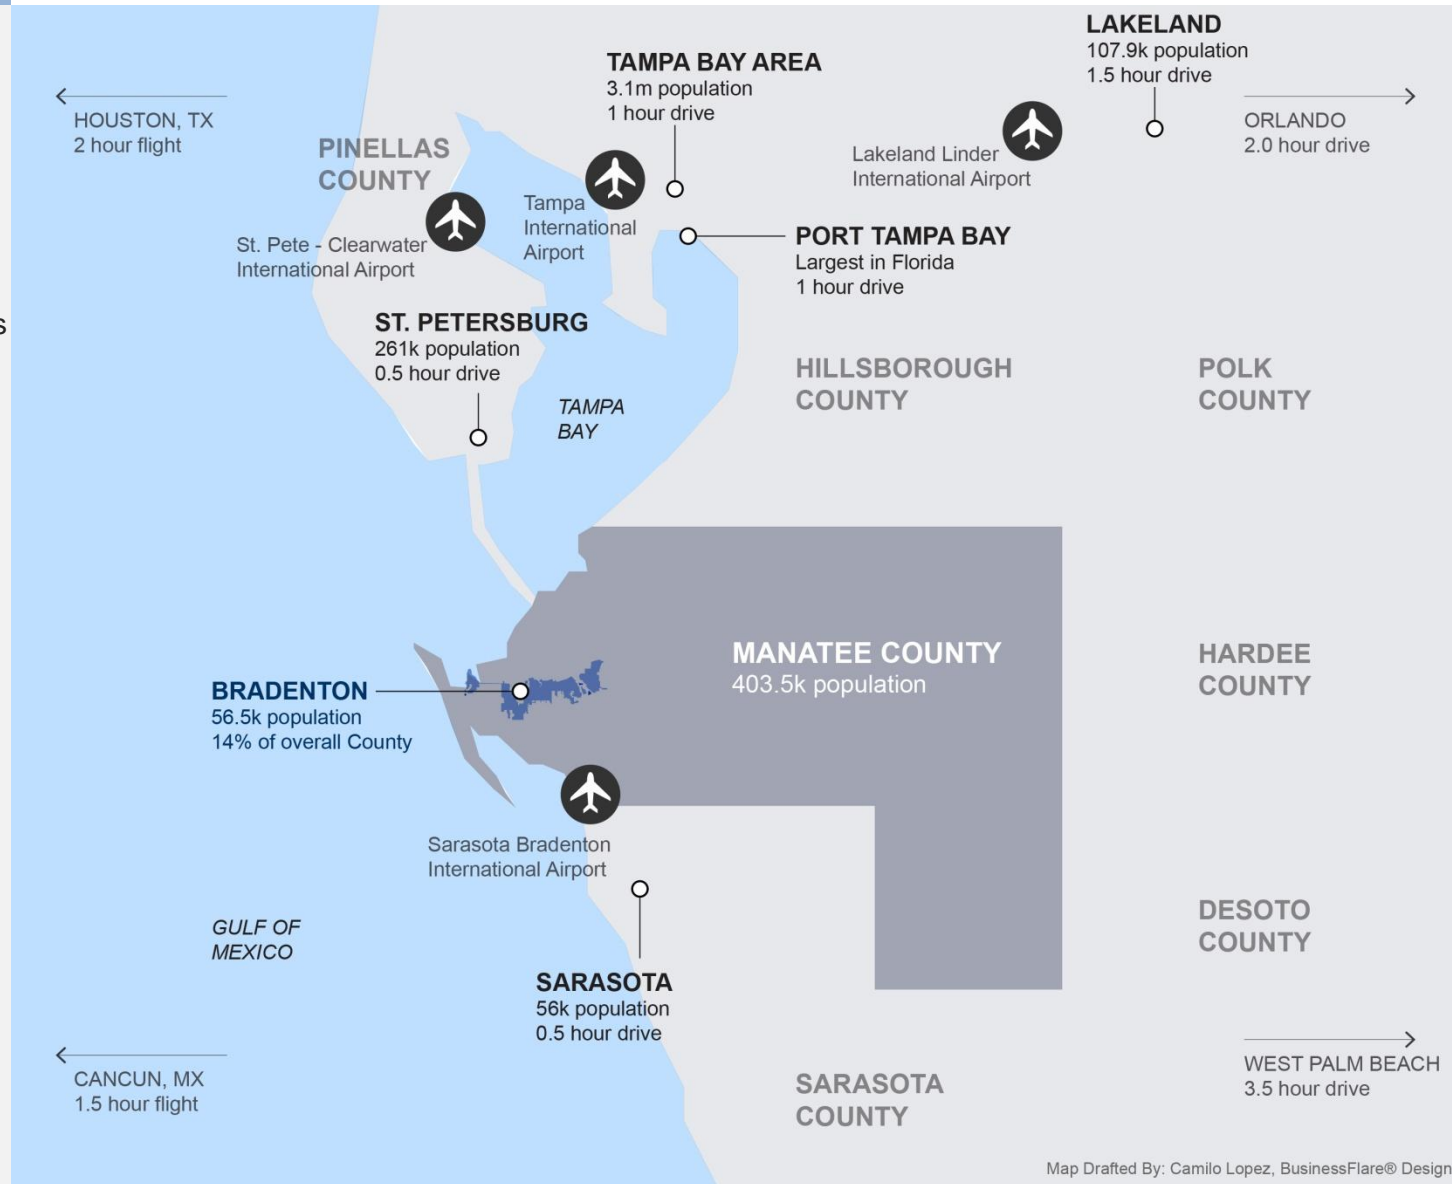 TAMPA BAY AREA
3.1m population
1 hour drive
LAKELAND
107.9k population
1.5 hour drive
HOUSTON, TX
2 hour flight
ORLANDO
2.0 hour drive
PINELLAS
COUNTY
Lakeland Linder
International Airport
Tampa
International
Airport
St. Pete - Clearwater
International Airport
PORT TAMPA BAY
Largest in Florida
1 hour drive
s
ST. PETERSBURG
261k population
0.5 hour drive
TAMPA
BAY
HILLSBOROUGH
COUNTY
POLK
COUNTY
MANATEE COUNTY
403.5k population
HARDEE
COUNTY
BRADENTON
56.5k population
14% of overall County
Sarasota Bradenton
International Airport
GULF OF
MEXICO
DESOTO
COUNTY
SARASOTA
56k population
0.5 hour drive
CANCUN, MX
1.5 hour flight
SARASOTA
COUNTY
WEST PALM BEACH
3.5 hour drive
Map Drafted By: Camilo Lopez, BusinessFlare® Design